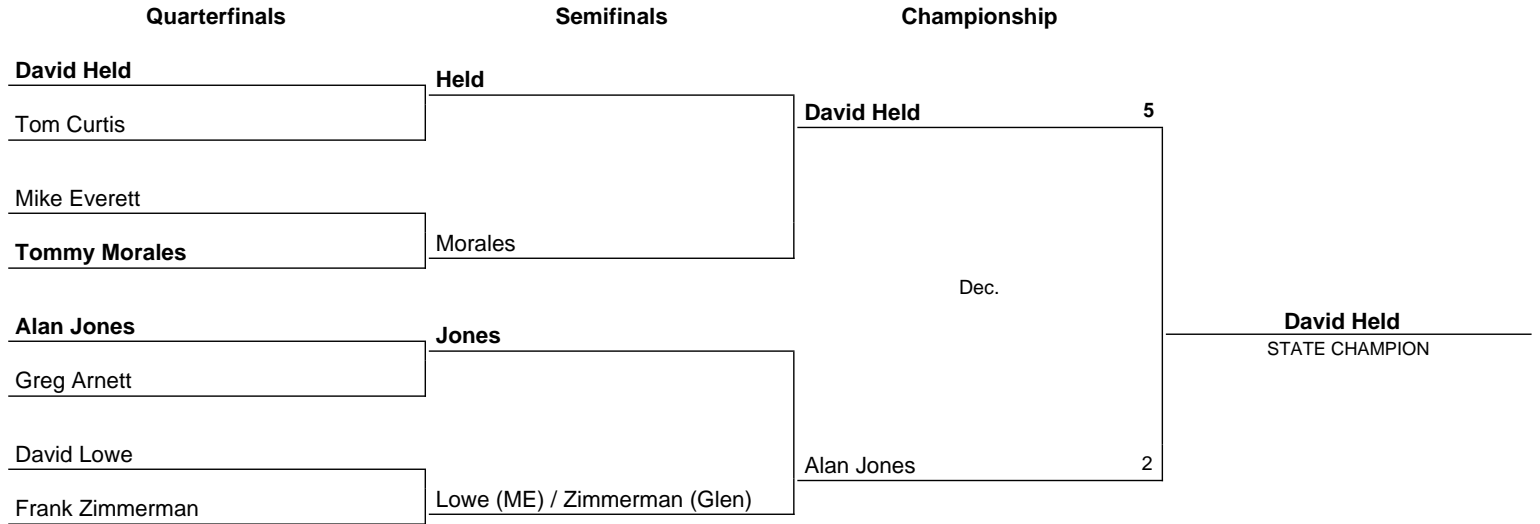 Quarterfinals Semifinals Championship
David Held
Held
David Held 5
Tom Curtis
Mike Everett
Morales
Tommy Morales
Dec.
Alan Jones
Jones
David Held
STATE CHAMPION
Greg Arnett
David Lowe
Alan Jones 2
Lowe (ME) / Zimmerman (Glen)
Frank Zimmerman